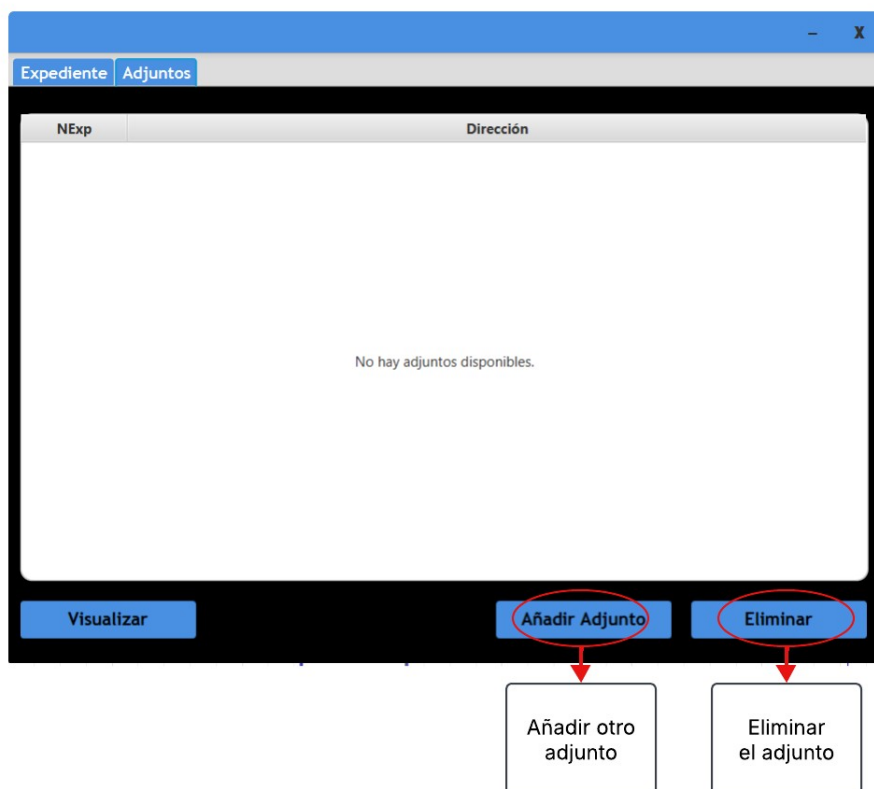 – X
Expediente Adjuntos
NExp Dirección
No hay adjuntos disponibles.
Visualizar Añadir Adjunto Eliminar
Añadir otro
adjunto
Eliminar
el adjunto